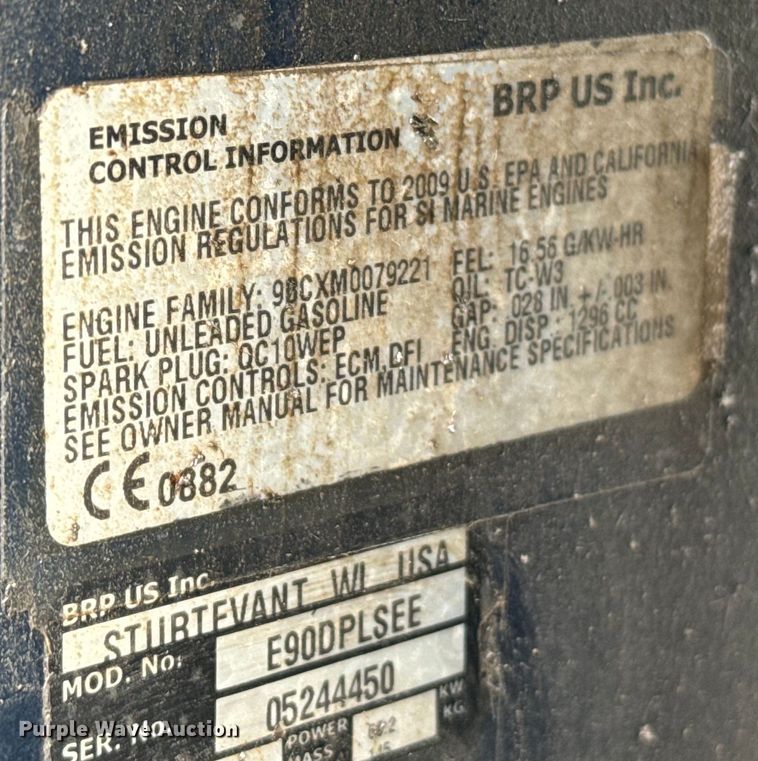 BRP US Inc.
EMISSION
CONTROL INFORMATION
THIS ENGINE CONFORMS TO 2009 U.S. EPA AND CALIFORNIA
EMISSION REGULATIONS FOR SI MARINE ENGINES
ENGINE FAMILY: 9BCXM0079221 FEL: 16.56 G/KW-HR
FUEL: UNLEADED GASOLINE OIL: TC-W3
SPARK PLUG: QC10WEP GAP: .028 IN. +/-.003 IN.
EMISSION CONTROLS: ECM,DFI ENG. DISP.: 1296 CC
SEE OWNER MANUAL FOR MAINTENANCE SPECIFICATIONS
CE 0882
BRP US Inc.
STURTEVANT, WI, USA
MOD. No. E90DPLSEE
SER. No. 05244450
POWER KW
MASS KG
Purple Wave Auction